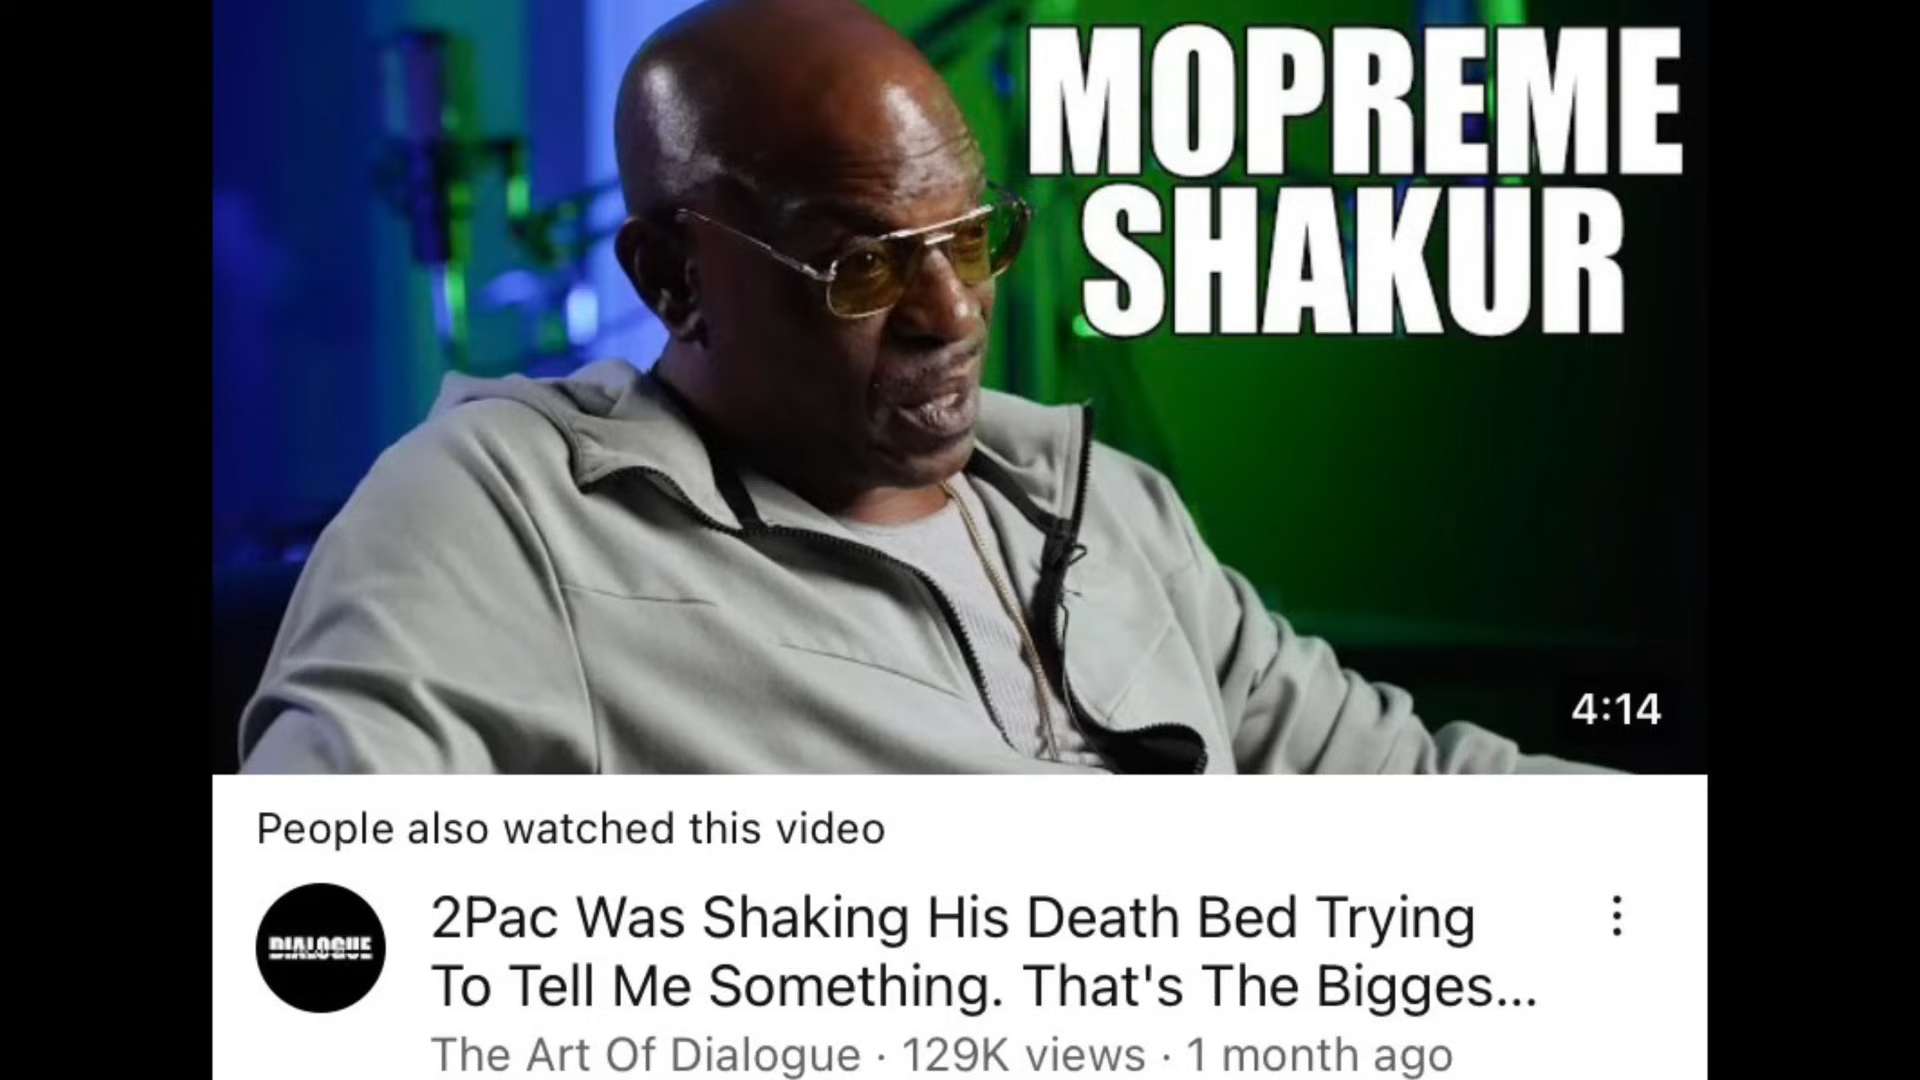 MOPREME
SHAKUR
4:14
People also watched this video
DIALOGUE
2Pac Was Shaking His Death Bed Trying
To Tell Me Something. That's The Bigges...
The Art Of Dialogue · 129K views · 1 month ago